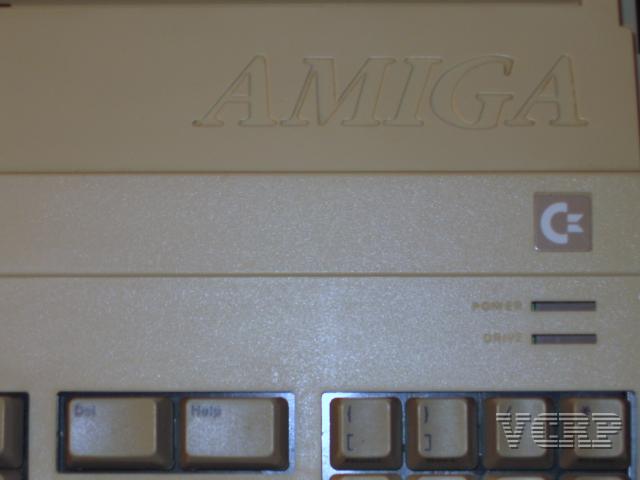 AMIGA
POWER
DRIVE
Del Help ( ) / *
[ ]
VCRP